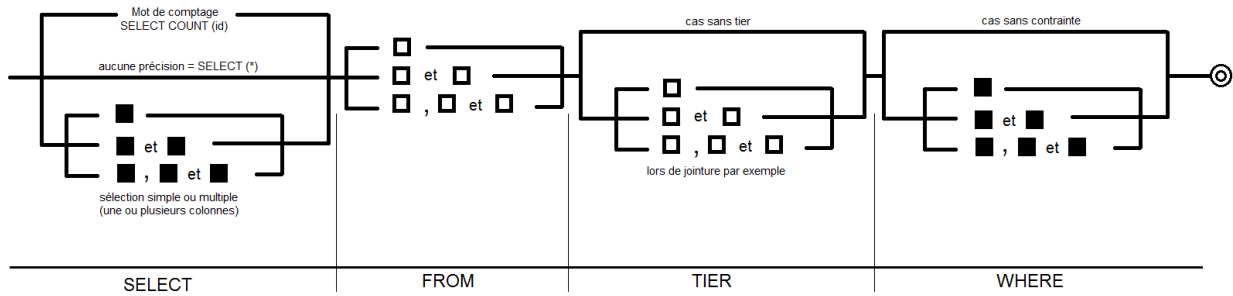 Mot de comptage
SELECT COUNT (id)
aucune précision = SELECT (*)
et
, et
sélection simple ou multiple
(une ou plusieurs colonnes)
et
, et
cas sans tier
et
, et
lors de jointure par exemple
cas sans contrainte
et
, et
SELECT
FROM
TIER
WHERE